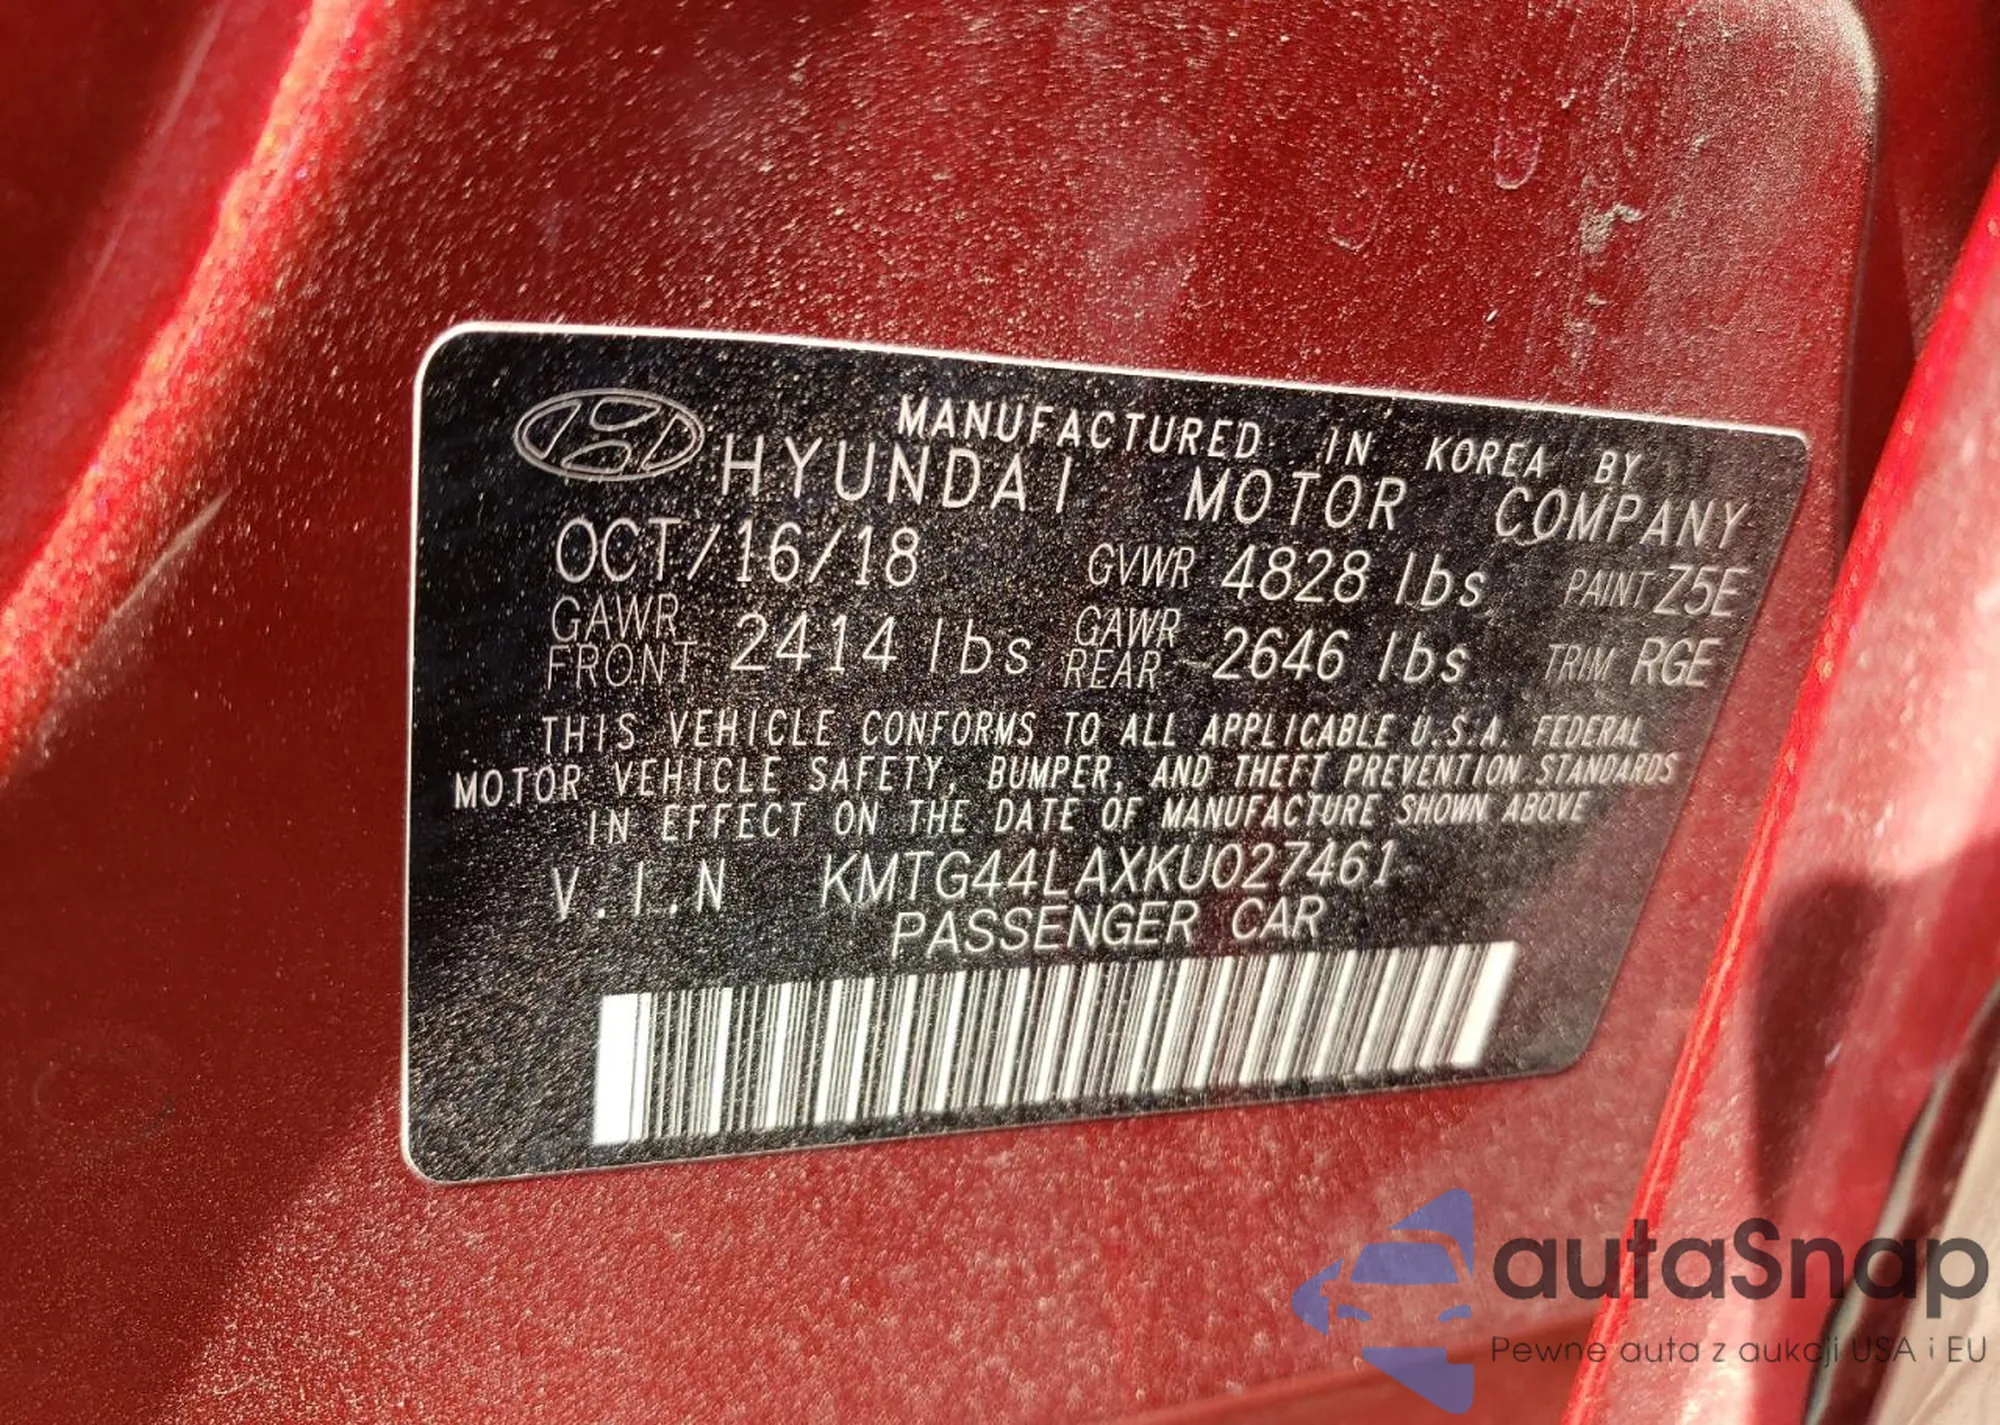 MANUFACTURED IN KOREA BY
HYUNDAI MOTOR COMPANY
OCT/16/18 GVWR 4828 lbs PAINT Z5E
GAWR FRONT 2414 lbs GAWR REAR 2646 lbs TRIM RGE
THIS VEHICLE CONFORMS TO ALL APPLICABLE U.S.A. FEDERAL
MOTOR VEHICLE SAFETY, BUMPER, AND THEFT PREVENTION STANDARDS
IN EFFECT ON THE DATE OF MANUFACTURE SHOWN ABOVE
V.I.N KMTG44LAXKU027461
PASSENGER CAR
autaSnap
Pewne auta z aukcji USA i EU